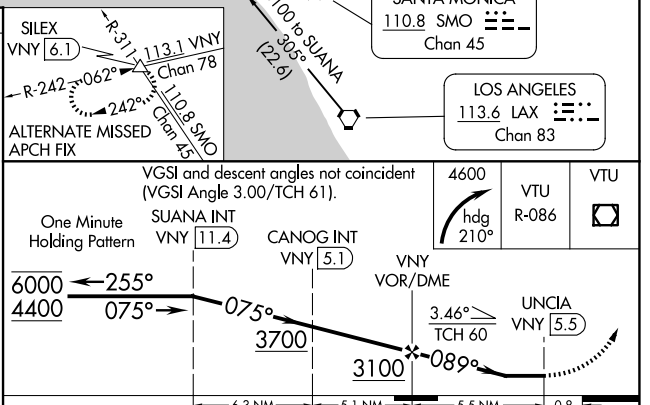 SANTA MONICA
110.8 SMO
Chan 45
100 to SUANA
305°
(22.6)
LOS ANGELES
113.6 LAX
Chan 83
SILEX
VNY 6.1
R-311
113.1 VNY
Chan 78
R-242
062°
242°
110.8 SMO
Chan 45
ALTERNATE MISSED
APCH FIX
VGSI and descent angles not coincident
(VGSI Angle 3.00/TCH 61).
4600
hdg
210°
VTU
R-086
VTU
One Minute
Holding Pattern
SUANA INT
VNY 11.4
CANOG INT
VNY 5.1
VNY
VOR/DME
UNCIA
VNY 5.5
6000
4400
255°
075°
075°
3700
3100
3.46°
TCH 60
089°
6.3 NM
5.1 NM
5.5 NM
0.8